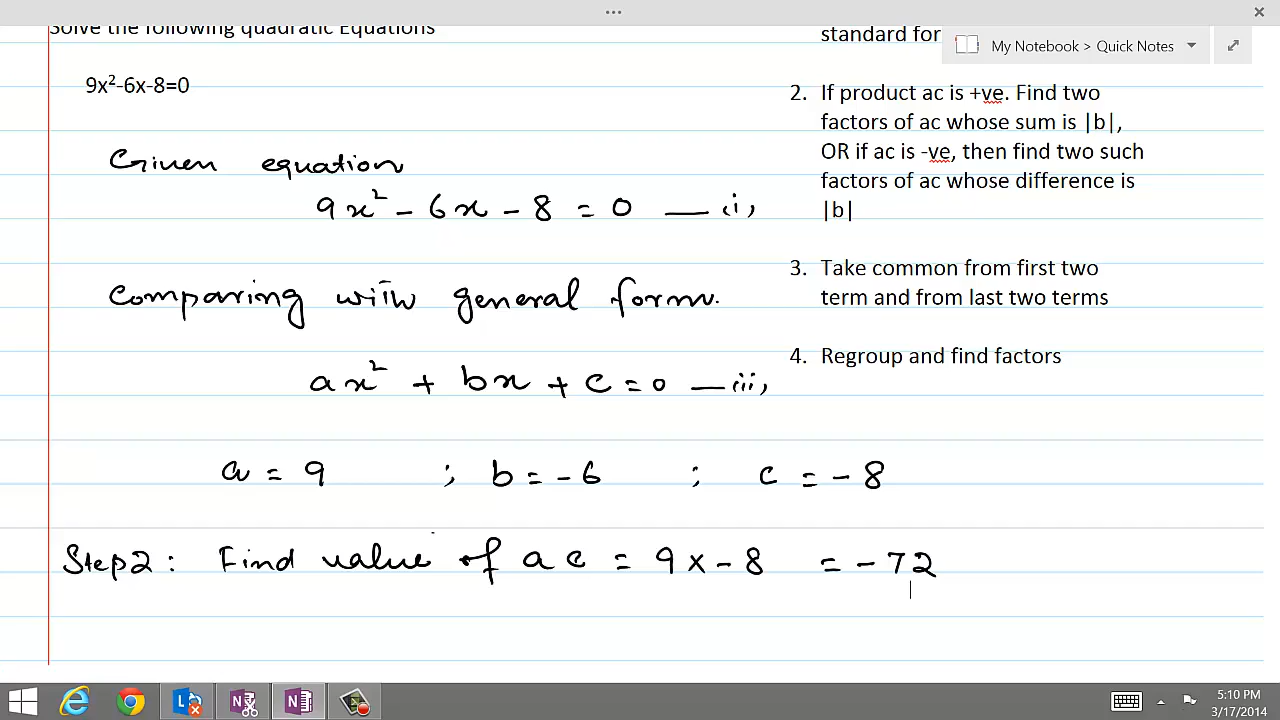 Solve the following quadratic Equations
9x²-6x-8=0
Given equation
9x² - 6x - 8 = 0 — (i)
Comparing with general form.
ax² + bx + c = 0 — (ii)
a = 9 ; b = -6 ; c = -8
Step2: Find value of ac = 9x-8 = -72
standard for
My Notebook > Quick Notes
2. If product ac is +ve. Find two
factors of ac whose sum is |b|,
OR if ac is -ve, then find two such
factors of ac whose difference is
|b|
3. Take common from first two
term and from last two terms
4. Regroup and find factors
5:10 PM
3/17/2014